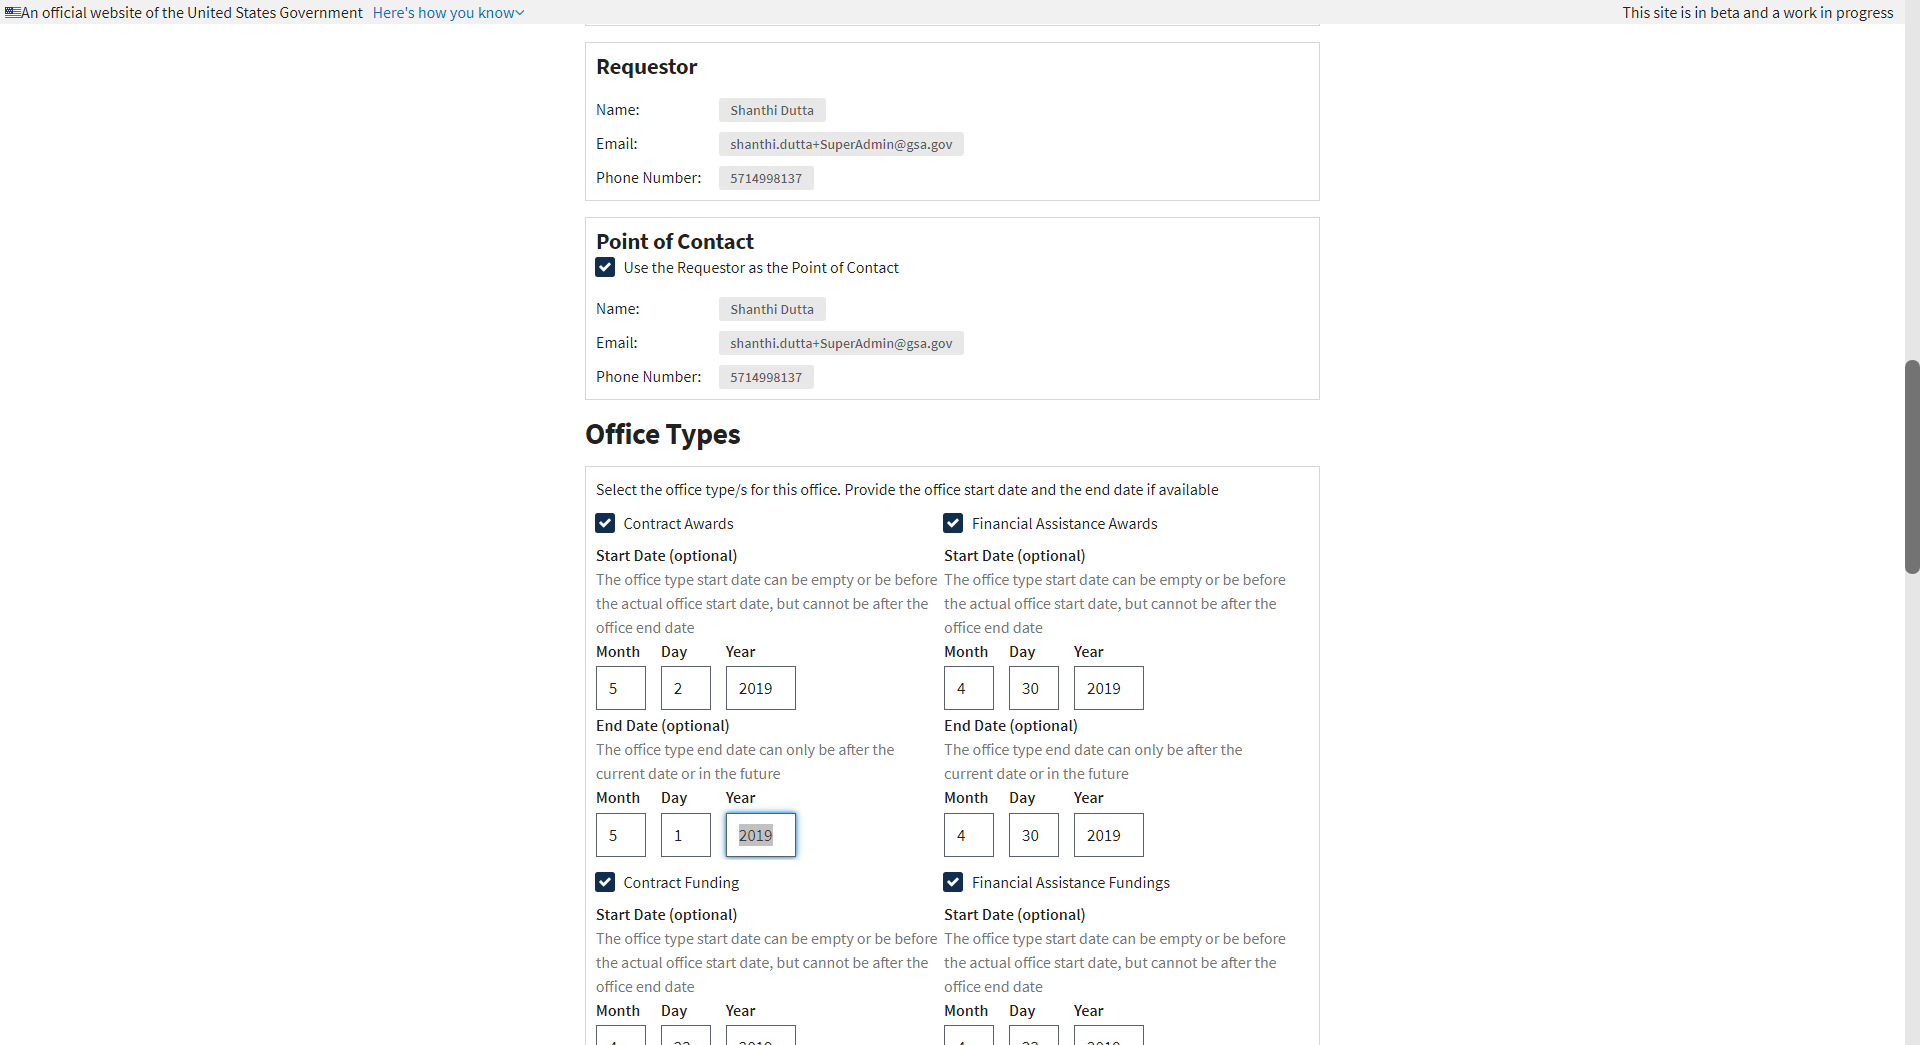 An official website of the United States Government Here's how you know
This site is in beta and a work in progress
Requestor
Name: Shanthi Dutta
Email: shanthi.dutta+SuperAdmin@gsa.gov
Phone Number: 5714998137
Point of Contact
Use the Requestor as the Point of Contact
Name: Shanthi Dutta
Email: shanthi.dutta+SuperAdmin@gsa.gov
Phone Number: 5714998137
Office Types
Select the office type/s for this office. Provide the office start date and the end date if available
Contract Awards
Start Date (optional)
The office type start date can be empty or be before
the actual office start date, but cannot be after the
office end date
Month Day Year
5 2 2019
End Date (optional)
The office type end date can only be after the
current date or in the future
Month Day Year
5 1 2019
Financial Assistance Awards
Start Date (optional)
The office type start date can be empty or be before
the actual office start date, but cannot be after the
office end date
Month Day Year
4 30 2019
End Date (optional)
The office type end date can only be after the
current date or in the future
Month Day Year
4 30 2019
Contract Funding
Start Date (optional)
The office type start date can be empty or be before
the actual office start date, but cannot be after the
office end date
Month Day Year
Financial Assistance Fundings
Start Date (optional)
The office type start date can be empty or be before
the actual office start date, but cannot be after the
office end date
Month Day Year